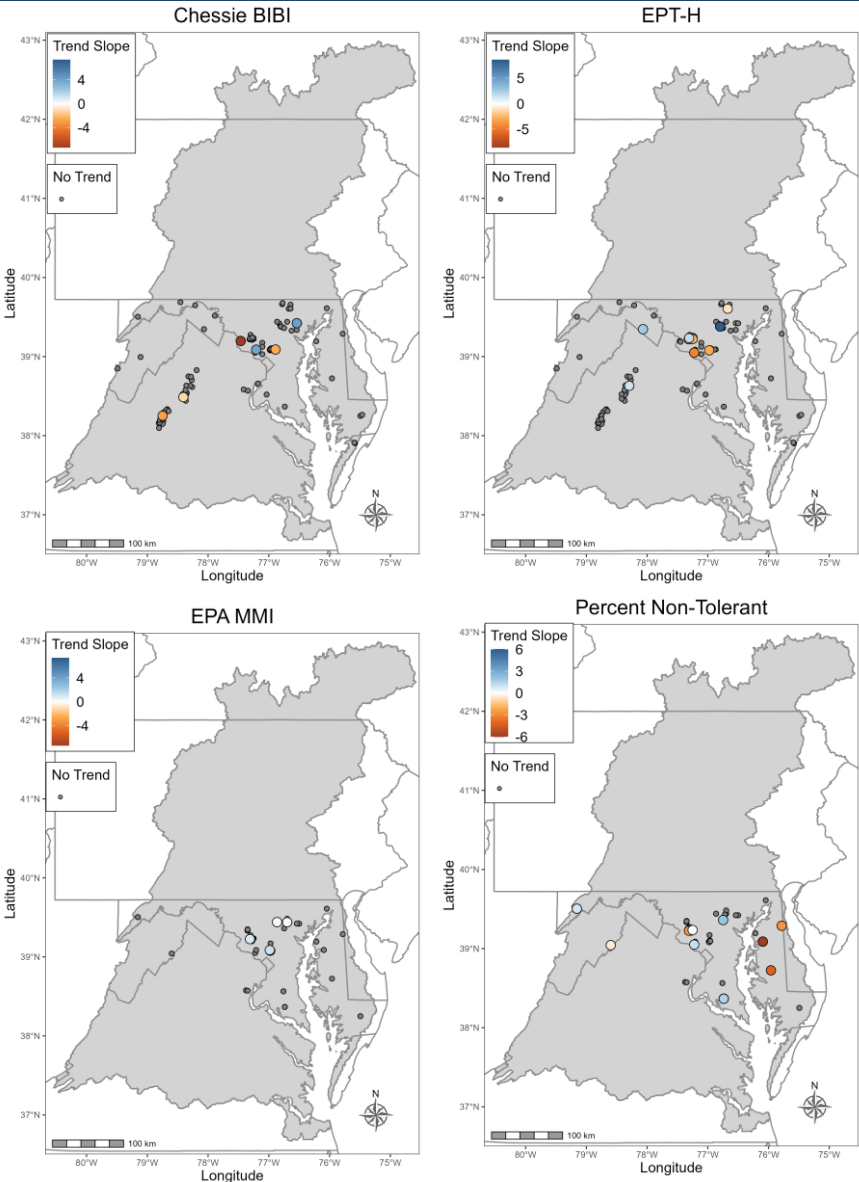 Chessie BIBI
Trend Slope
4
0
-4
No Trend
43°N
42°N
41°N
40°N
39°N
38°N
37°N
Latitude
N
100 km
80°W
79°W
78°W
77°W
76°W
75°W
Longitude
EPT-H
Trend Slope
5
0
-5
No Trend
43°N
42°N
41°N
40°N
39°N
38°N
37°N
Latitude
N
100 km
80°W
79°W
78°W
77°W
76°W
75°W
Longitude
EPA MMI
Trend Slope
4
0
-4
No Trend
43°N
42°N
41°N
40°N
39°N
38°N
37°N
Latitude
N
100 km
80°W
79°W
78°W
77°W
76°W
75°W
Longitude
Percent Non-Tolerant
Trend Slope
6
3
0
-3
-6
No Trend
43°N
42°N
41°N
40°N
39°N
38°N
37°N
Latitude
N
100 km
80°W
79°W
78°W
77°W
76°W
75°W
Longitude